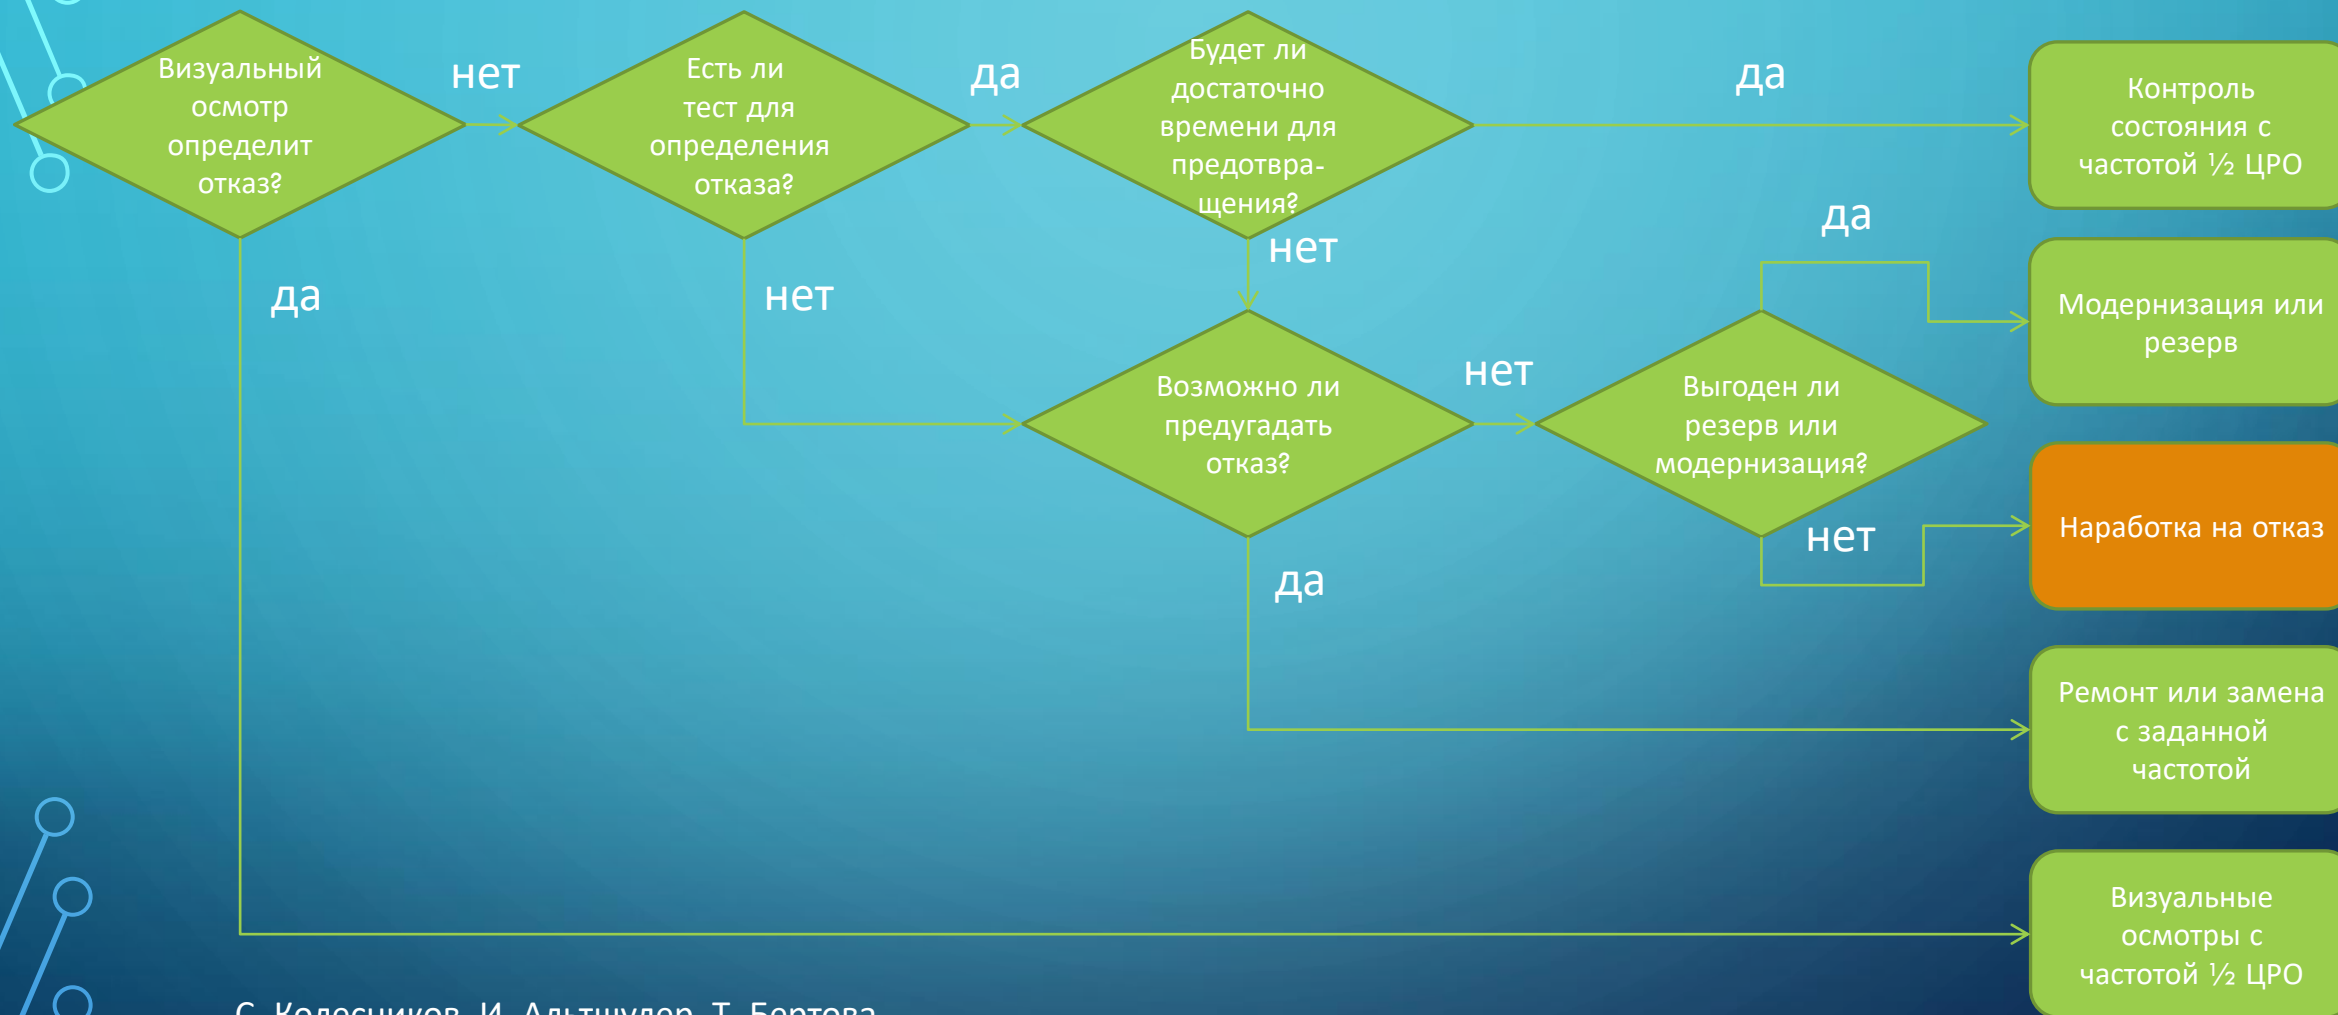 Визуальный
осмотр
определит
отказ?
нет
Есть ли
тест для
определения
отказа?
да
Будет ли
достаточно
времени для
предотвра-
щения?
да
Контроль
состояния с
частотой ½ ЦРО
да
нет
нет
да
Модернизация или
резерв
Возможно ли
предугадать
отказ?
нет
Выгоден ли
резерв или
модернизация?
да
нет
Наработка на отказ
Ремонт или замена
с заданной
частотой
Визуальные
осмотры с
частотой ½ ЦРО
С. Колесников, И. Альтшулер, Т. Бертова